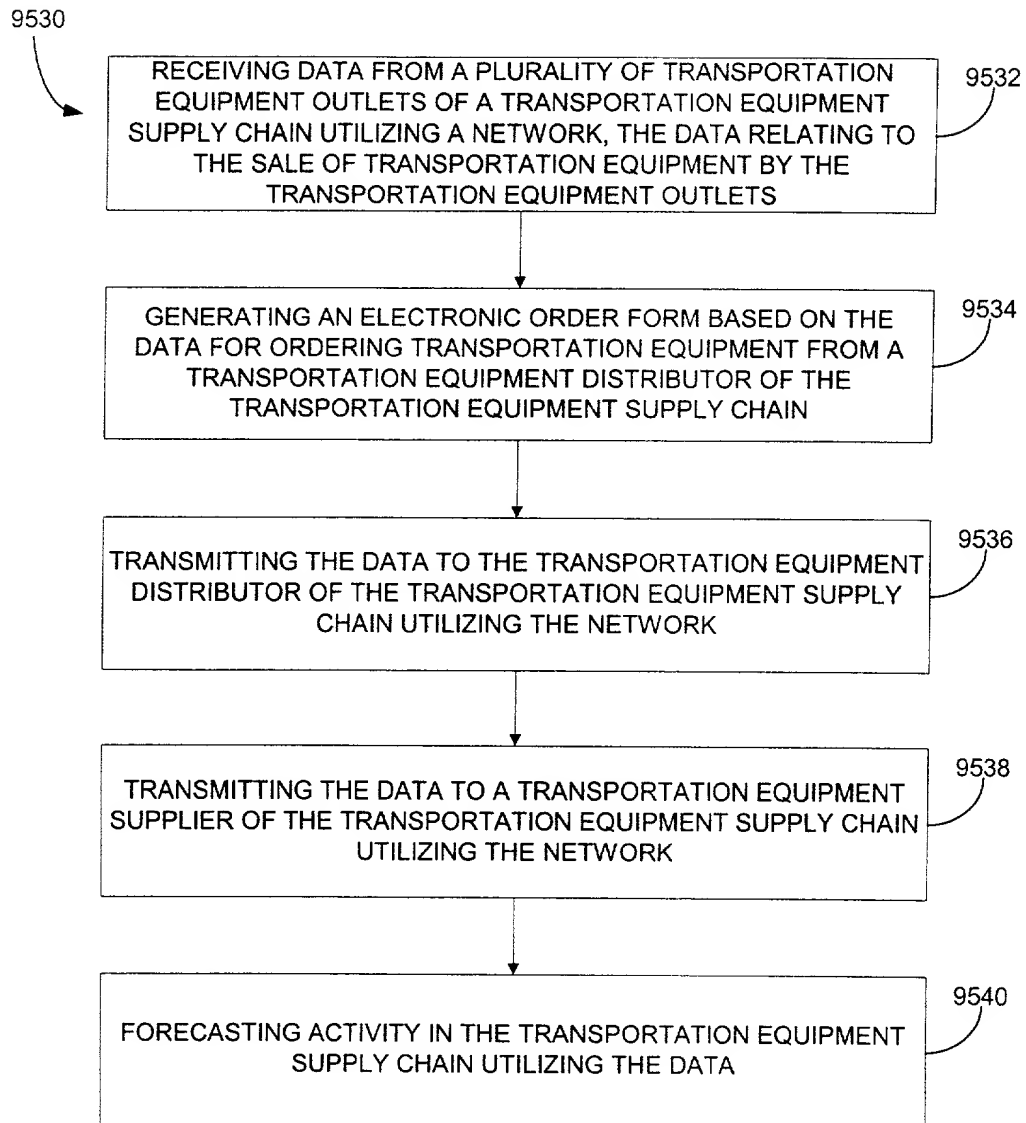 9530
RECEIVING DATA FROM A PLURALITY OF TRANSPORTATION
EQUIPMENT OUTLETS OF A TRANSPORTATION EQUIPMENT
SUPPLY CHAIN UTILIZING A NETWORK, THE DATA RELATING TO
THE SALE OF TRANSPORTATION EQUIPMENT BY THE
TRANSPORTATION EQUIPMENT OUTLETS
9532
GENERATING AN ELECTRONIC ORDER FORM BASED ON THE
DATA FOR ORDERING TRANSPORTATION EQUIPMENT FROM A
TRANSPORTATION EQUIPMENT DISTRIBUTOR OF THE
TRANSPORTATION EQUIPMENT SUPPLY CHAIN
9534
TRANSMITTING THE DATA TO THE TRANSPORTATION EQUIPMENT
DISTRIBUTOR OF THE TRANSPORTATION EQUIPMENT SUPPLY
CHAIN UTILIZING THE NETWORK
9536
TRANSMITTING THE DATA TO A TRANSPORTATION EQUIPMENT
SUPPLIER OF THE TRANSPORTATION EQUIPMENT SUPPLY CHAIN
UTILIZING THE NETWORK
9538
FORECASTING ACTIVITY IN THE TRANSPORTATION EQUIPMENT
SUPPLY CHAIN UTILIZING THE DATA
9540